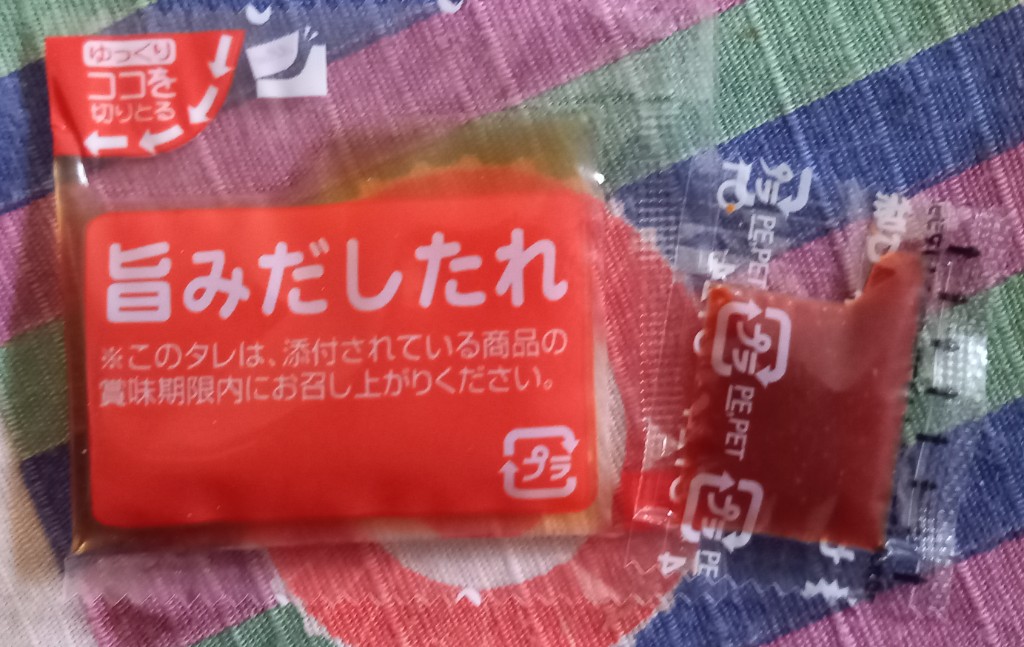 ゆっくり
ココを
切りとる
旨みだしたれ
※このタレは、添付されている商品の
賞味期限内にお召し上がりください。
プラ
プラ
PE,PET
プラ
PE,PET
プラ
PE